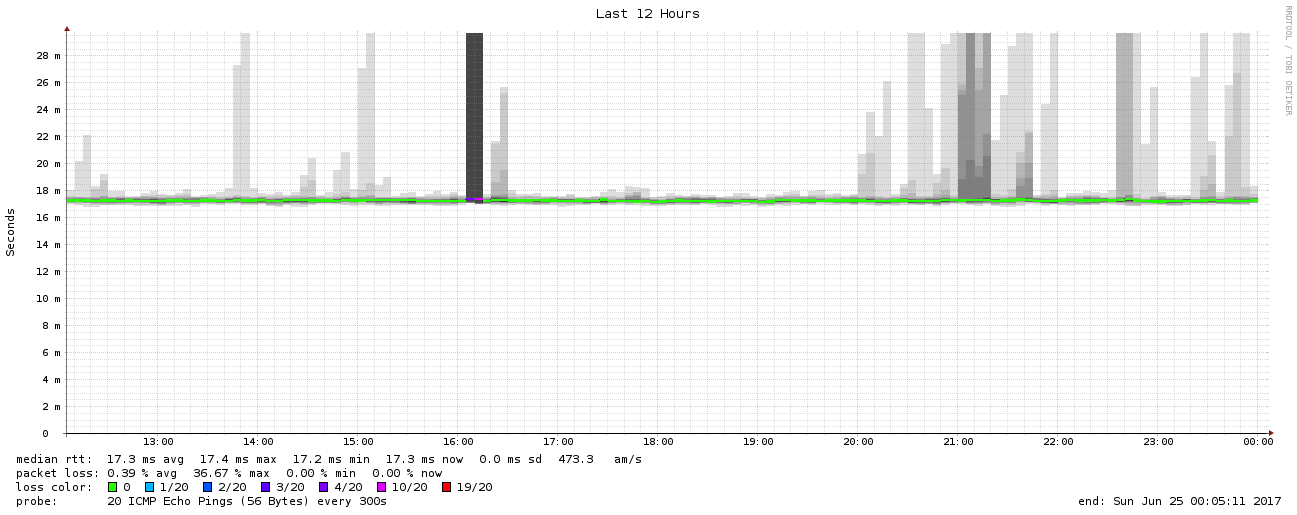 Last 12 Hours
RRDTOOL / TOBI OETIKER
Seconds
28 m
26 m
24 m
22 m
20 m
18 m
16 m
14 m
12 m
10 m
8 m
6 m
4 m
2 m
0
13:00 14:00 15:00 16:00 17:00 18:00 19:00 20:00 21:00 22:00 23:00 00:00
median rtt: 17.3 ms avg 17.4 ms max 17.2 ms min 17.3 ms now 0.0 ms sd 473.3 am/s
packet loss: 0.39 % avg 36.67 % max 0.00 % min 0.00 % now
loss color: 0 1/20 2/20 3/20 4/20 10/20 19/20
probe: 20 ICMP Echo Pings (56 Bytes) every 300s end: Sun Jun 25 00:05:11 2017